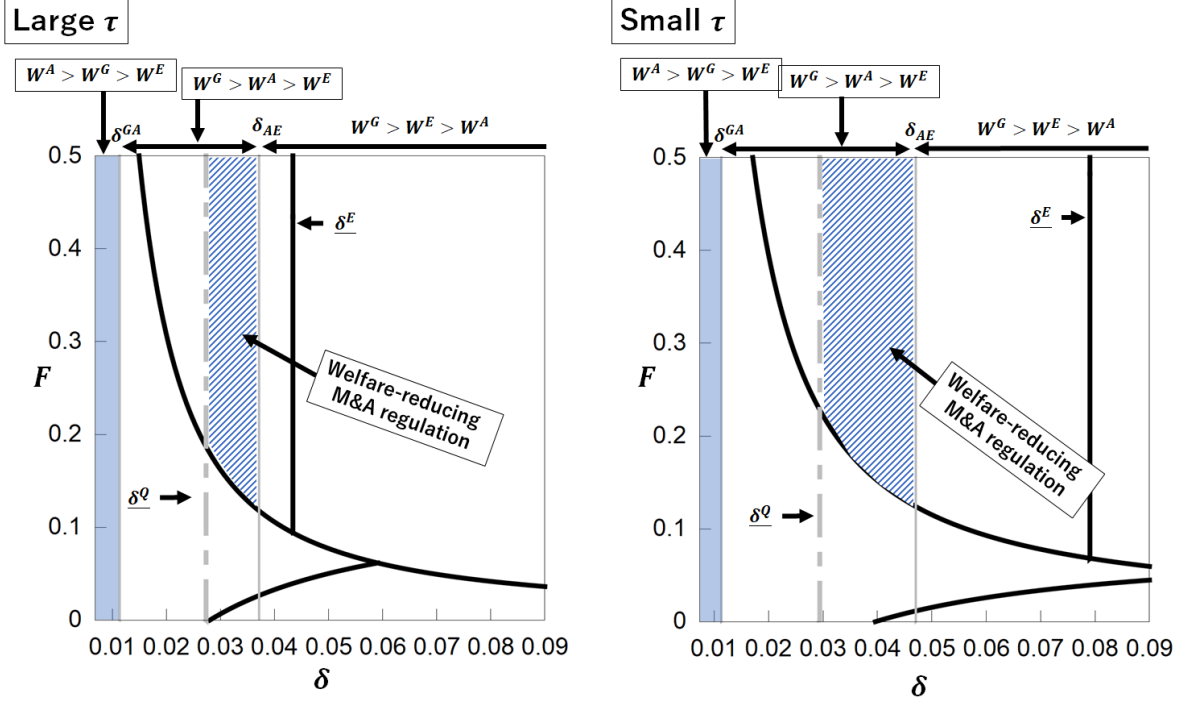 Large τ
W^A > W^G > W^E
W^G > W^A > W^E
δ^GA
δ_AE
W^G > W^E > W^A
0.5
0.4
0.3
0.2
0.1
0
F
δ^E
Welfare-reducing
M&A regulation
δ^Q
0.01 0.02 0.03 0.04 0.05 0.06 0.07 0.08 0.09
δ
Small τ
W^A > W^G > W^E
W^G > W^A > W^E
δ^GA
δ_AE
W^G > W^E > W^A
0.5
0.4
0.3
0.2
0.1
0
F
δ^E
Welfare-reducing
M&A regulation
δ^Q
0.01 0.02 0.03 0.04 0.05 0.06 0.07 0.08 0.09
δ